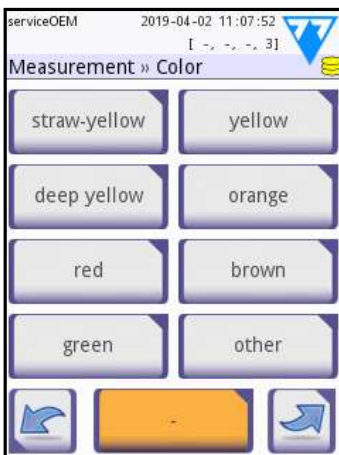 serviceOEM 2019-04-02 11:07:52
[ -, -, -, 3]
Measurement » Color
straw-yellow yellow
deep yellow orange
red brown
green other
-